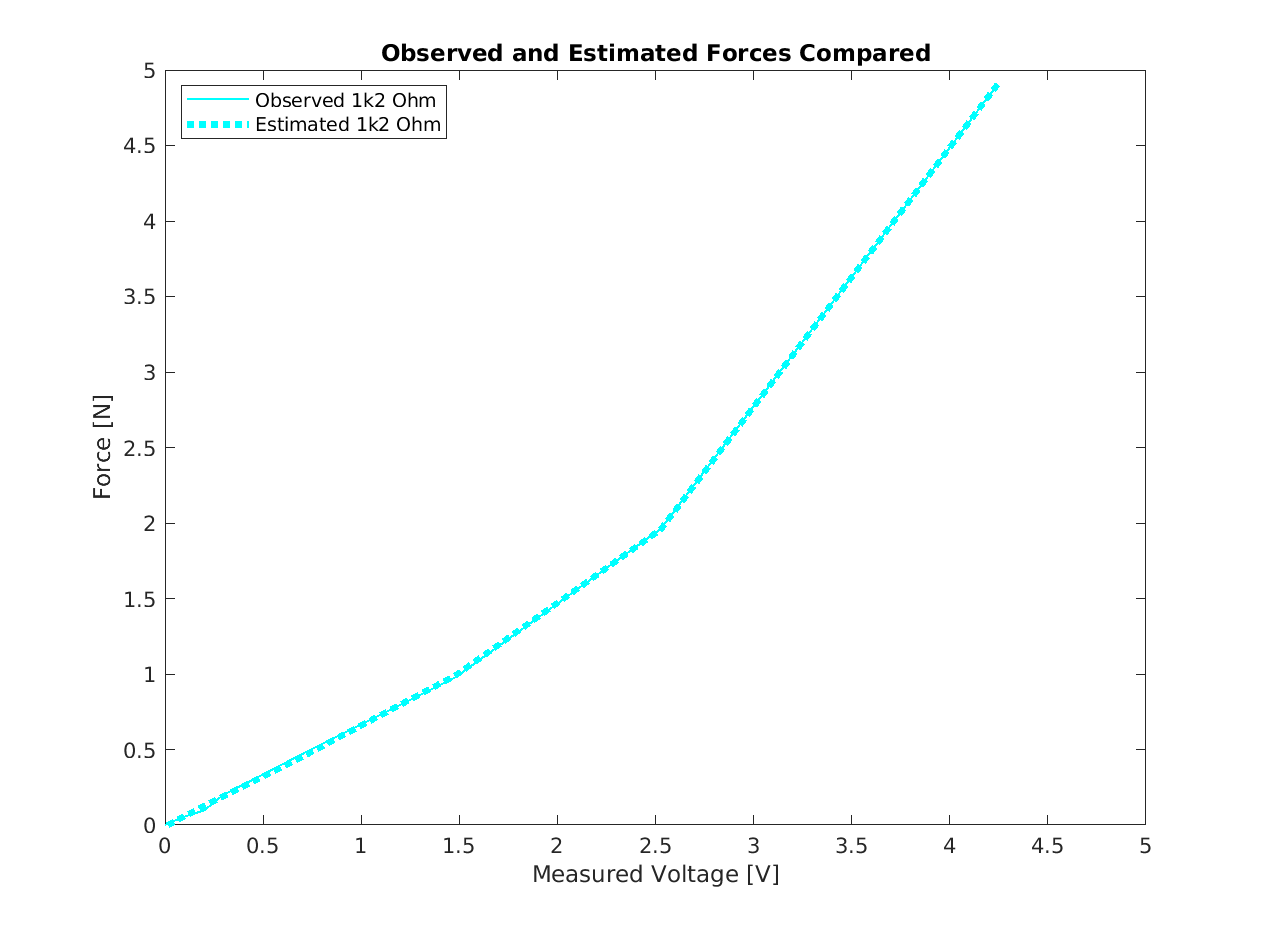 Observed and Estimated Forces Compared
Observed 1k2 Ohm
Estimated 1k2 Ohm
Force [N]
5
4.5
4
3.5
3
2.5
2
1.5
1
0.5
0
0 0.5 1 1.5 2 2.5 3 3.5 4 4.5 5
Measured Voltage [V]